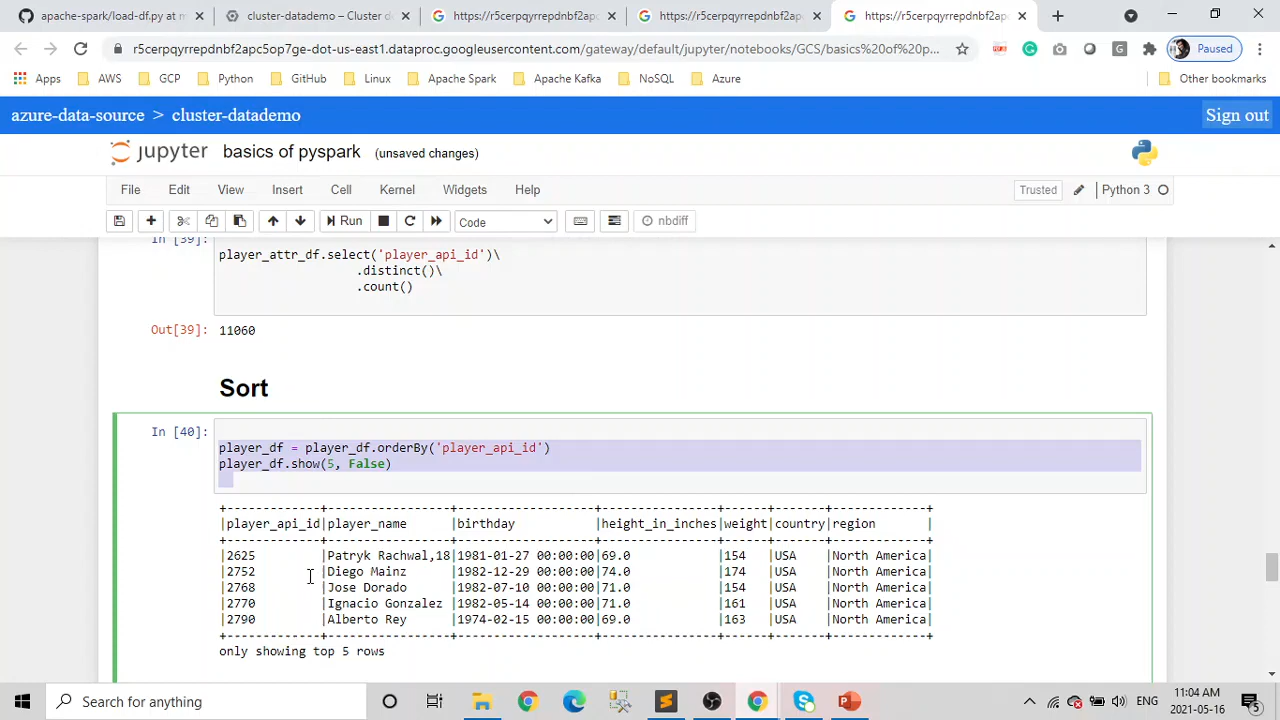 apache-spark/load-df.py at m
cluster-datademo – Cluster de
https://r5cerpqyrrepdnbf2apc
https://r5cerpqyrrepdnbf2apc
https://r5cerpqyrrepdnbf2apc
r5cerpqyrrepdnbf2apc5op7ge-dot-us-east1.dataproc.googleusercontent.com/gateway/default/jupyter/notebooks/GCS/basics%20of%20p...
Paused
Apps AWS GCP Python GitHub Linux Apache Spark Apache Kafka NoSQL Azure Other bookmarks
azure-data-source > cluster-datademo Sign out
jupyter basics of pyspark (unsaved changes)
File Edit View Insert Cell Kernel Widgets Help Trusted Python 3
Run Code nbdiff
In [39]:
player_attr_df.select('player_api_id')\
.distinct()\
.count()
Out[39]: 11060
Sort
In [40]:
player_df = player_df.orderBy('player_api_id')
player_df.show(5, False)
+-------------+-----------------+-------------------+----------------+------+-------+-------------+
|player_api_id|player_name |birthday |height_in_inches|weight|country|region |
+-------------+-----------------+-------------------+----------------+------+-------+-------------+
|2625 |Patryk Rachwal,18|1981-01-27 00:00:00|69.0 |154 |USA |North America|
|2752 |Diego Mainz |1982-12-29 00:00:00|74.0 |174 |USA |North America|
|2768 |Jose Dorado |1982-07-10 00:00:00|71.0 |154 |USA |North America|
|2770 |Ignacio Gonzalez |1982-05-14 00:00:00|71.0 |161 |USA |North America|
|2790 |Alberto Rey |1974-02-15 00:00:00|69.0 |163 |USA |North America|
+-------------+-----------------+-------------------+----------------+------+-------+-------------+
only showing top 5 rows
Search for anything
ENG
11:04 AM
2021-05-16
5